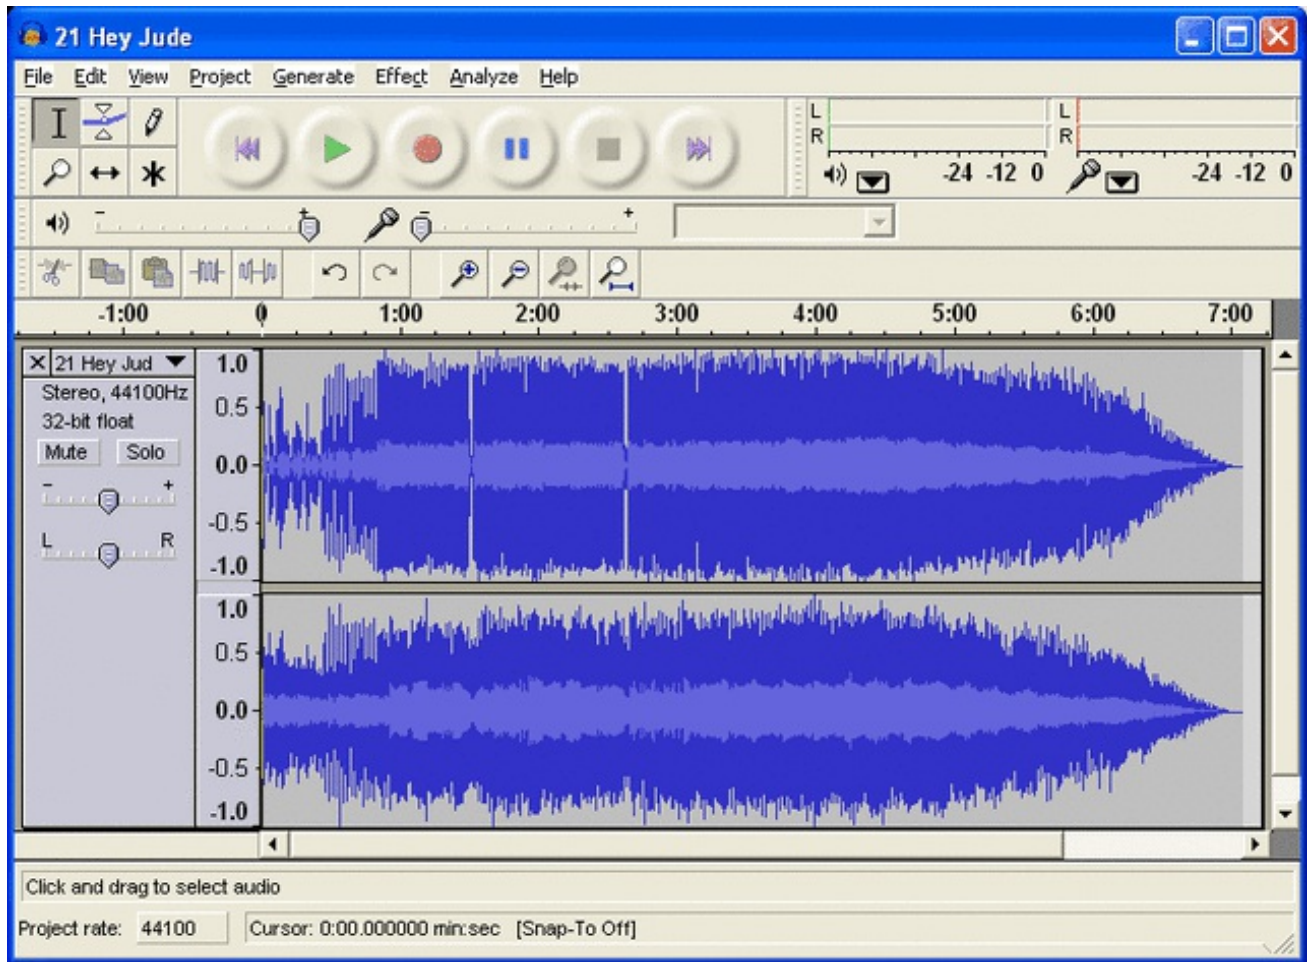 21 Hey Jude
File Edit View Project Generate Effect Analyze Help
L
R
-24 -12 0
L
R
-24 -12 0
- +
- +
-1:00 0 1:00 2:00 3:00 4:00 5:00 6:00 7:00
X 21 Hey Jud
Stereo, 44100Hz
32-bit float
Mute Solo
- +
L R
1.0
0.5
0.0
-0.5
-1.0
1.0
0.5
0.0
-0.5
-1.0
Click and drag to select audio
Project rate: 44100 Cursor: 0:00.000000 min:sec [Snap-To Off]